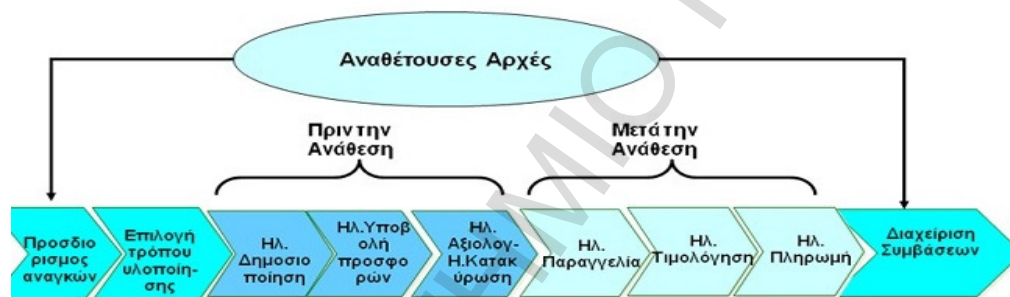 Αναθέτουσες Αρχές
Πριν την
Ανάθεση
Μετά την
Ανάθεση
Προσδιο
ρισμος
αναγκών
Επιλογή
τρόπου
υλοποίη-
σης
Ηλ.
Δημοσιο
ποίηση
Ηλ.Υποβ
ολή
προσφο
ρών
Ηλ.
Αξιολογ-
Η.Κατακ
ύρωση
Ηλ.
Παραγγελία
Ηλ.
Τιμολόγηση
Ηλ.
Πληρωμή
Διαχείριση
Συμβάσεων